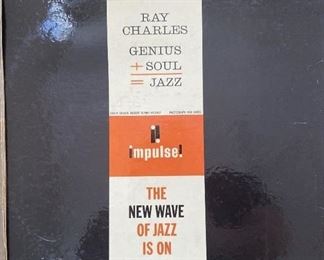 RAY
CHARLES
GENIUS
+ SOUL
= JAZZ
impulse!
THE
NEW WAVE
OF JAZZ
IS ON